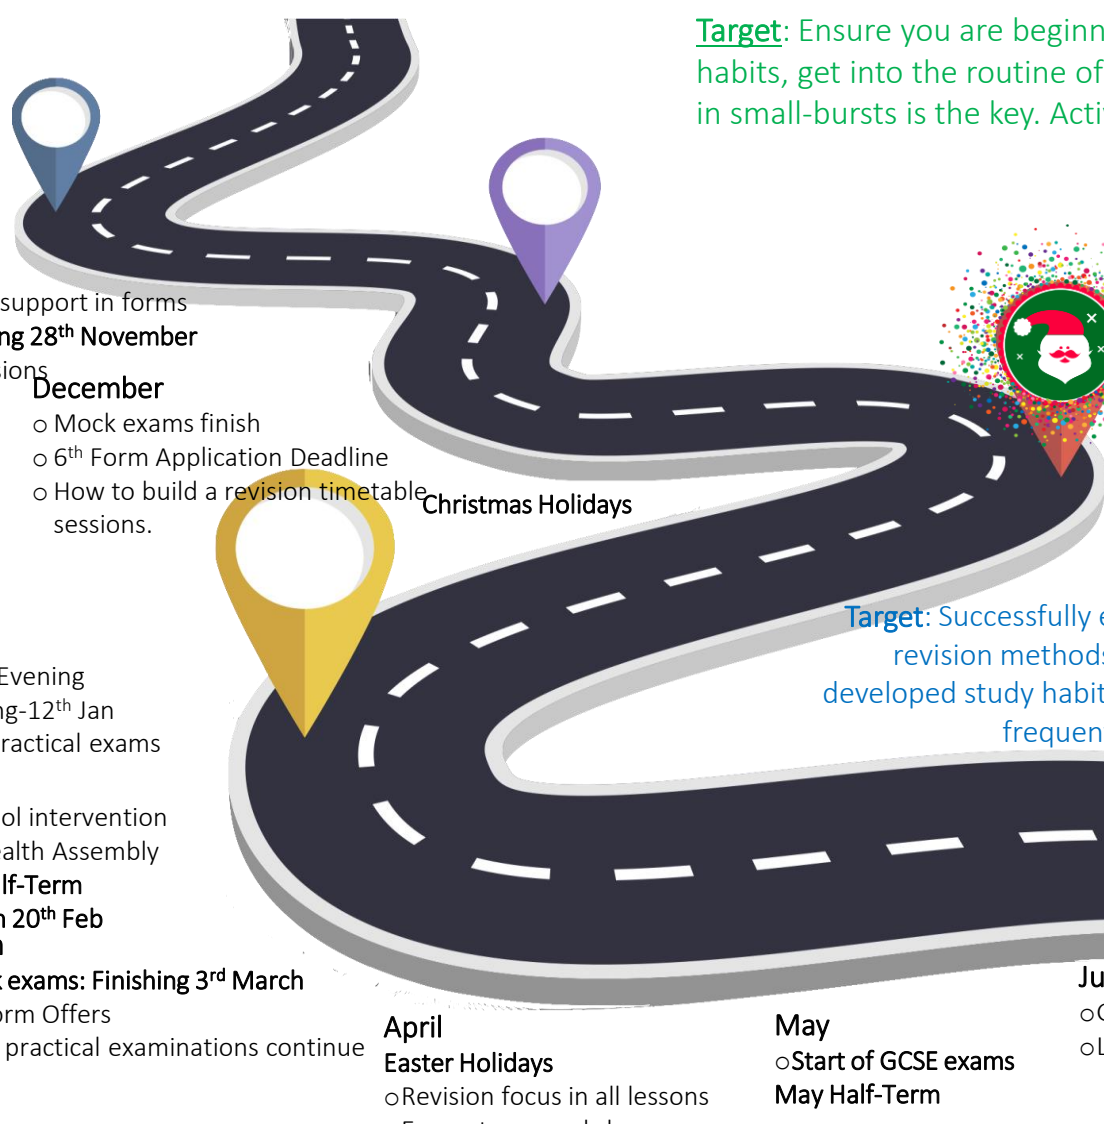 Target: Ensure you are beginn
habits, get into the routine of
in small-bursts is the key. Acti
support in forms
ng 28th November
sions
December
o Mock exams finish
o 6th Form Application Deadline
o How to build a revision timetable
sessions.
Christmas Holidays
Target: Successfully e
revision methods
developed study habit
frequen
Evening
ng-12th Jan
ractical exams
ol intervention
ealth Assembly
lf-Term
n 20th Feb
k exams: Finishing 3rd March
orm Offers
practical examinations continue
April
Easter Holidays
o Revision focus in all lessons
May
o Start of GCSE exams
May Half-Term
Ju